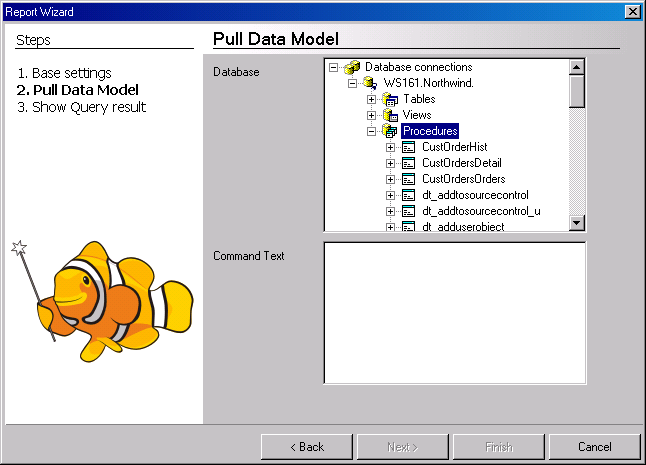 Report Wizard
Steps
Pull Data Model
1. Base settings
2. Pull Data Model
3. Show Query result
Database
Database connections
WS161.Northwind.
Tables
Views
Procedures
CustOrderHist
CustOrdersDetail
CustOrdersOrders
dt_addtosourcecontrol
dt_addtosourcecontrol_u
dt_adduserobject
Command Text
< Back
Next >
Finish
Cancel